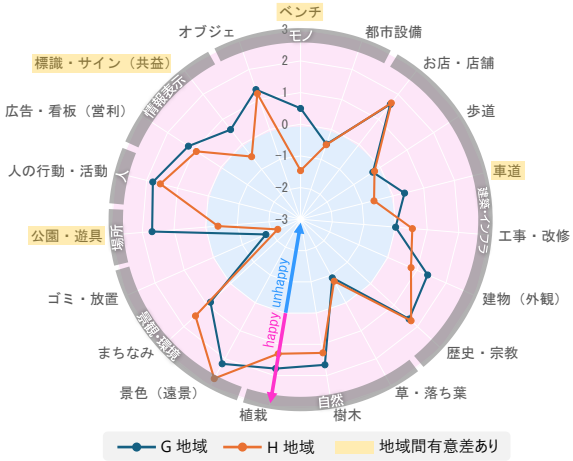 ベンチ
オブジェ
都市設備
モノ
3
標識・サイン（共益）
お店・店舗
2
情報表示
広告・看板（営利）
1
歩道
0
人の行動・活動
人
−1
車道
−2
建築・インフラ
公園・遊具
場所
−3
工事・改修
unhappy
ゴミ・放置
建物（外観）
happy
まちなみ
景観・環境
歴史・宗教
景色（遠景）
自然
草・落ち葉
植栽
樹木
G 地域
H 地域
地域間有意差あり